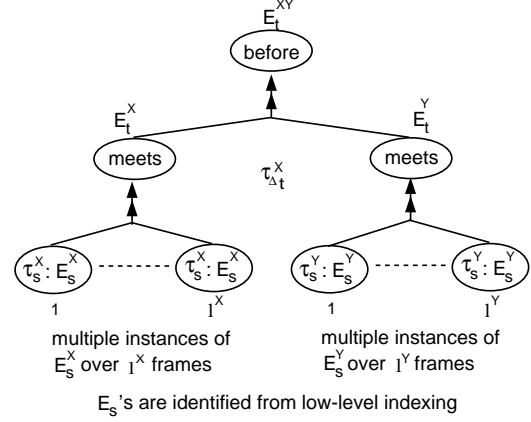 E_t^XY
before
E_t^X E_t^Y
meets τ_Δt^X meets
τ_s^X : E_s^X τ_s^X : E_s^X τ_s^Y : E_s^Y τ_s^Y : E_s^Y
1 l^X 1 l^Y
multiple instances of
E_s^X over l^X frames
multiple instances of
E_s^Y over l^Y frames
E_s's are identified from low-level indexing